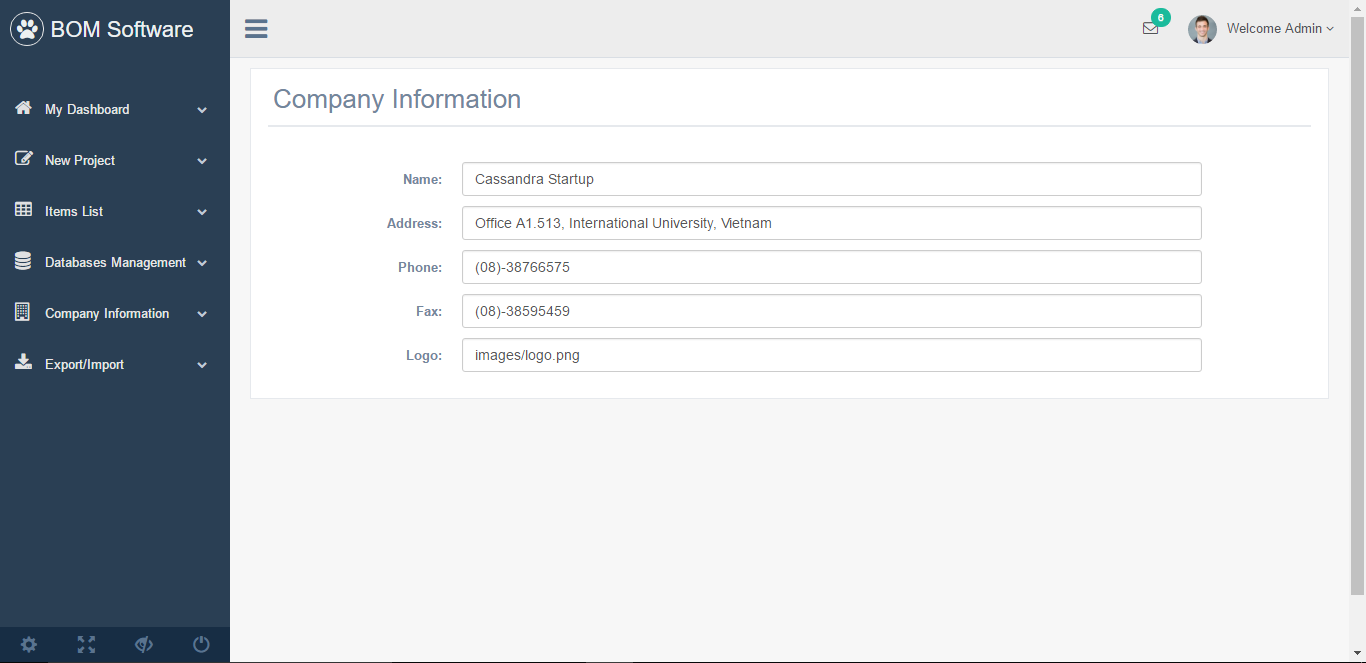 BOM Software
6
Welcome Admin
My Dashboard
New Project
Items List
Databases Management
Company Information
Export/Import
Company Information
Name: Cassandra Startup
Address: Office A1.513, International University, Vietnam
Phone: (08)-38766575
Fax: (08)-38595459
Logo: images/logo.png